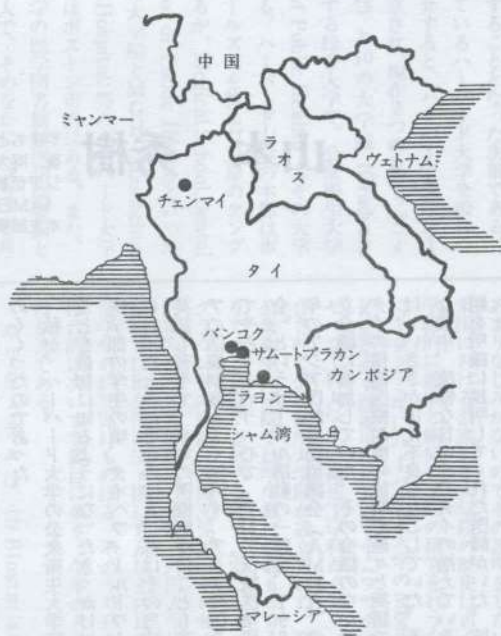 中国
ミャンマー
ラオス
ヴェトナム
チェンマイ
タイ
バンコク
サムートプラカン
カンボジア
ラヨン
シャム湾
マレーシア